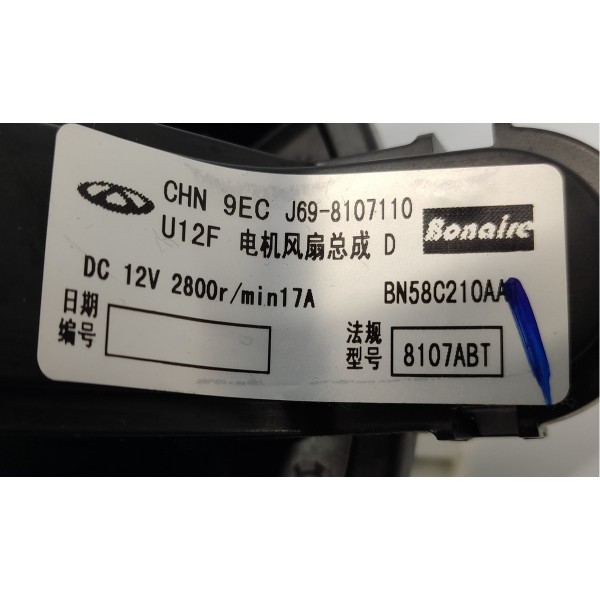 CHN 9EC J69-8107110
U12F 电机风扇总成 D
Bonaire
DC 12V 2800r/min17A
BN58C210AA
日期
编号
法规
型号
8107ABT